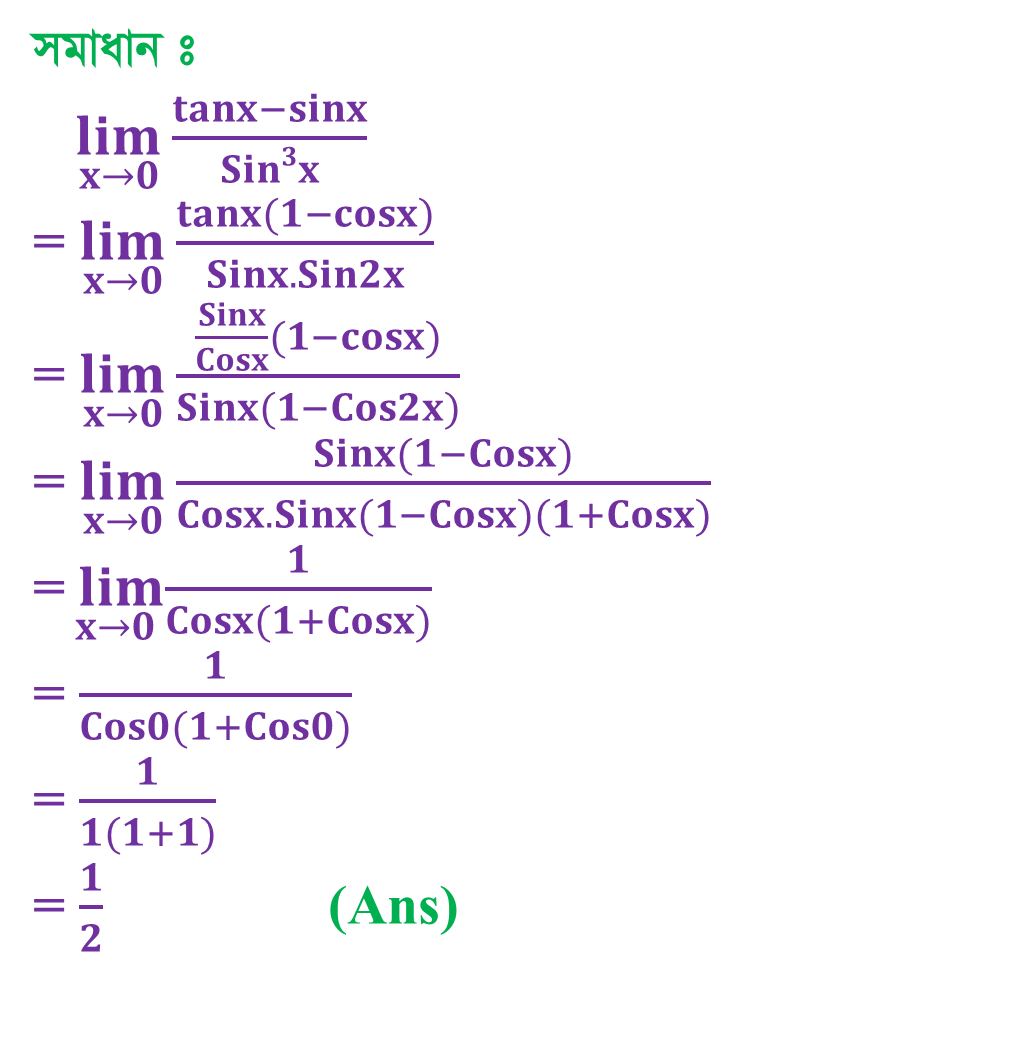 সমাধান ঃ
lim x→0 (tanx−sinx)/(Sin³x)
= lim x→0 (tanx(1−cosx))/(Sinx.Sin2x)
= lim x→0 (Sinx/Cosx (1−cosx))/(Sinx(1−Cos2x))
= lim x→0 (Sinx(1−Cosx))/(Cosx.Sinx(1−Cosx)(1+Cosx))
= lim x→0 1/(Cosx(1+Cosx))
= 1/(Cos0(1+Cos0))
= 1/(1(1+1))
= 1/2 (Ans)